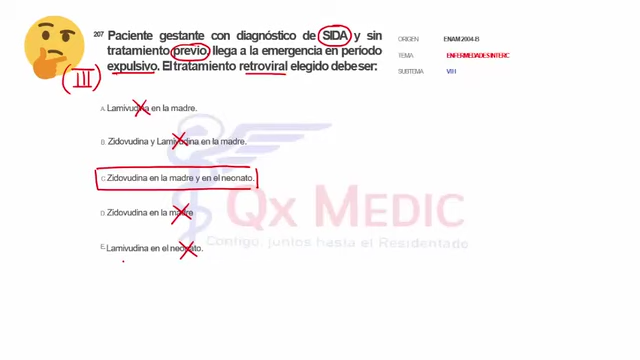 207 Paciente gestante con diagnóstico de SIDA y sin
tratamiento previo, llega a la emergencia en período
expulsivo. El tratamiento retroviral elegido debe ser:
(III)
ORIGEN ENAM 2004-B
TEMA ENFERMEDADES INTERC
SUBTEMA VIH
A. Lamivudina en la madre.
B. Zidovudina y Lamivudina en la madre.
C. Zidovudina en la madre y en el neonato.
D. Zidovudina en la madre
E. Lamivudina en el neonato.
Qx MEDIC
Contigo, juntos hasta el Residentado